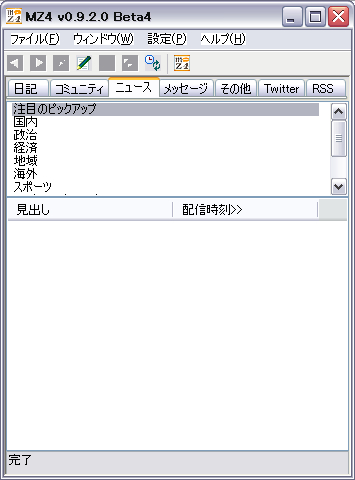 MZ4 v0.9.2.0 Beta4
ファイル(F) ウィンドウ(W) 設定(P) ヘルプ(H)
日記 コミュニティ ニュース メッセージ その他 Twitter RSS
注目のピックアップ
国内
政治
経済
地域
海外
スポーツ
見出し 配信時刻>>
完了